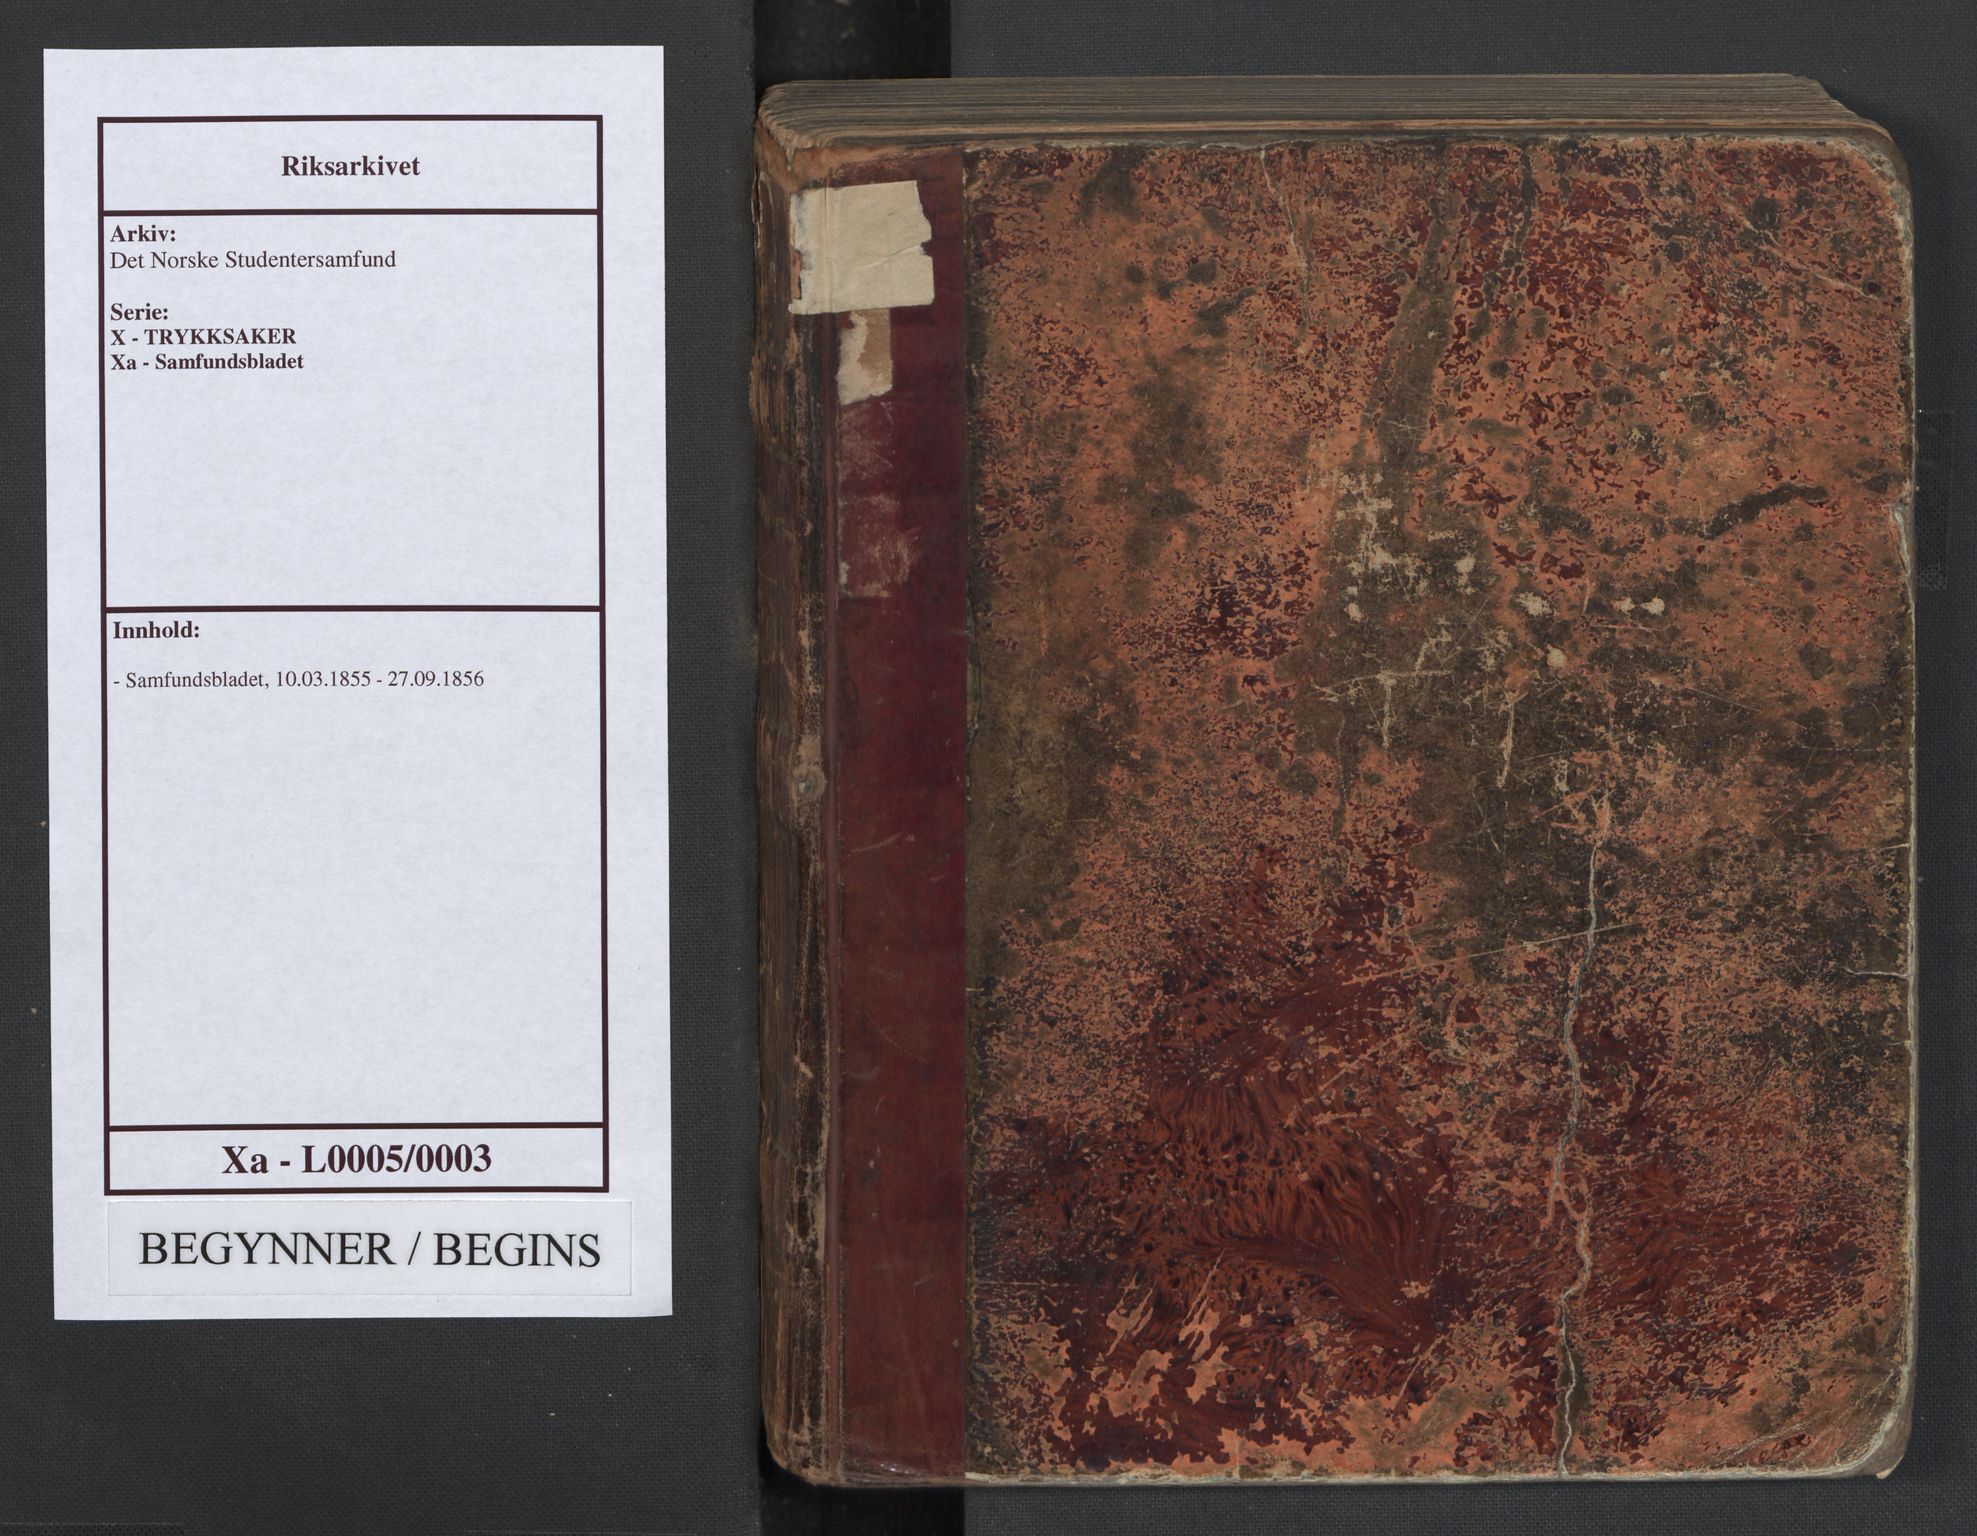 Riksarkivet
Arkiv:
Det Norske Studentersamfund
Serie:
X - TRYKKSAKER
Xa - Samfundsbladet
Innhold:
- Samfundsbladet, 10.03.1855 - 27.09.1856
Xa - L0005/0003
BEGYNNER / BEGINS